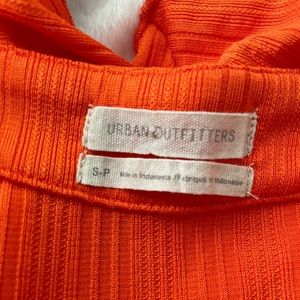 URBAN OUTFITTERS
S-P
Made in Indonesia // Fabriqué en Indonésie